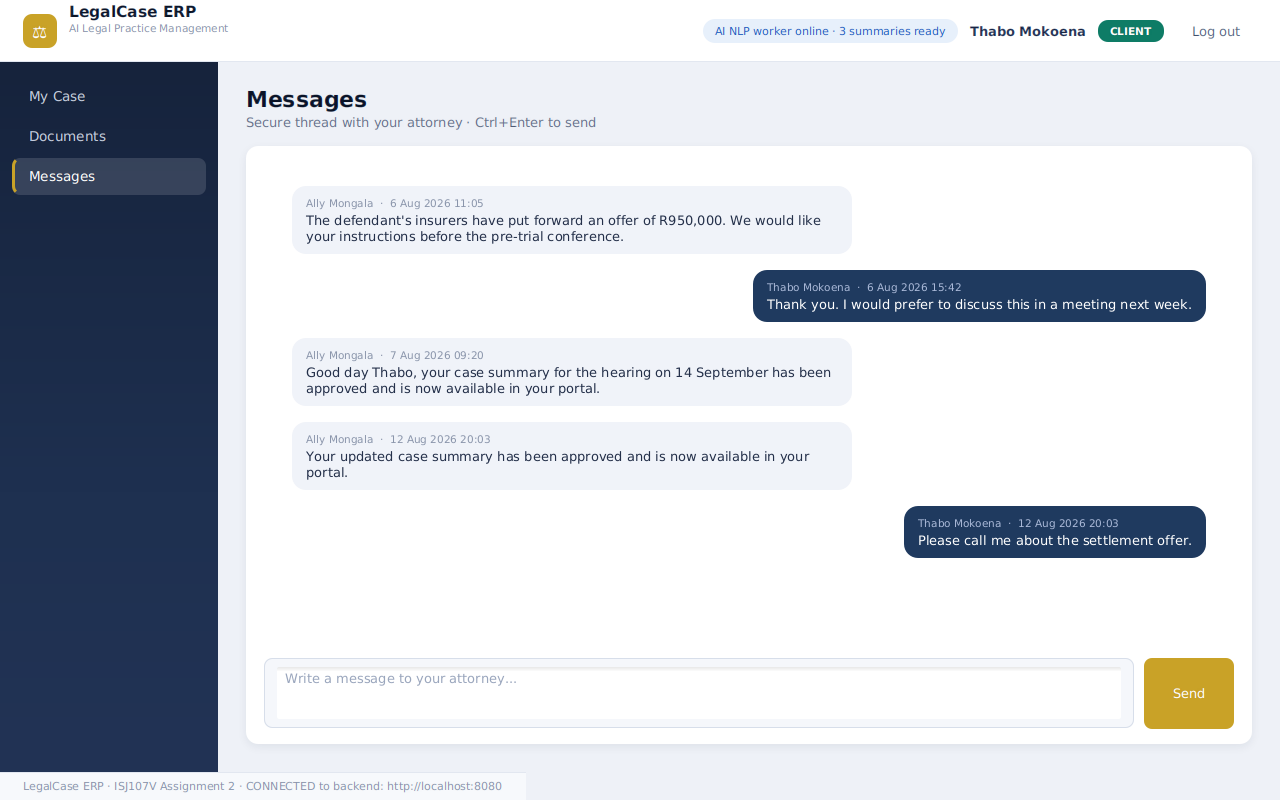 LegalCase ERP
AI Legal Practice Management
AI NLP worker online · 3 summaries ready
Thabo Mokoena
CLIENT
Log out
My Case
Documents
Messages
Messages
Secure thread with your attorney · Ctrl+Enter to send
Ally Mongala · 6 Aug 2026 11:05
The defendant's insurers have put forward an offer of R950,000. We would like
your instructions before the pre-trial conference.
Thabo Mokoena · 6 Aug 2026 15:42
Thank you. I would prefer to discuss this in a meeting next week.
Ally Mongala · 7 Aug 2026 09:20
Good day Thabo, your case summary for the hearing on 14 September has been
approved and is now available in your portal.
Ally Mongala · 12 Aug 2026 20:03
Your updated case summary has been approved and is now available in your
portal.
Thabo Mokoena · 12 Aug 2026 20:03
Please call me about the settlement offer.
Write a message to your attorney...
Send
LegalCase ERP · ISJ107V Assignment 2 · CONNECTED to backend: http://localhost:8080